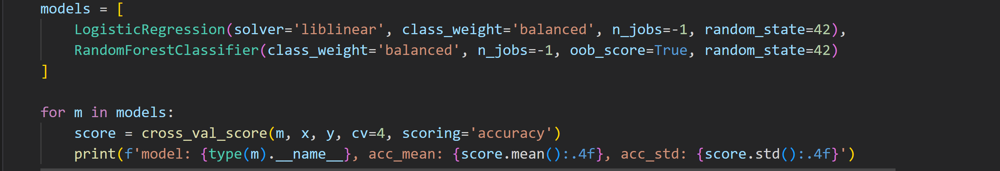 models = [
    LogisticRegression(solver='liblinear', class_weight='balanced', n_jobs=-1, random_state=42),
    RandomForestClassifier(class_weight='balanced', n_jobs=-1, oob_score=True, random_state=42)
]

for m in models:
    score = cross_val_score(m, x, y, cv=4, scoring='accuracy')
    print(f'model: {type(m).__name__}, acc_mean: {score.mean():.4f}, acc_std: {score.std():.4f}')